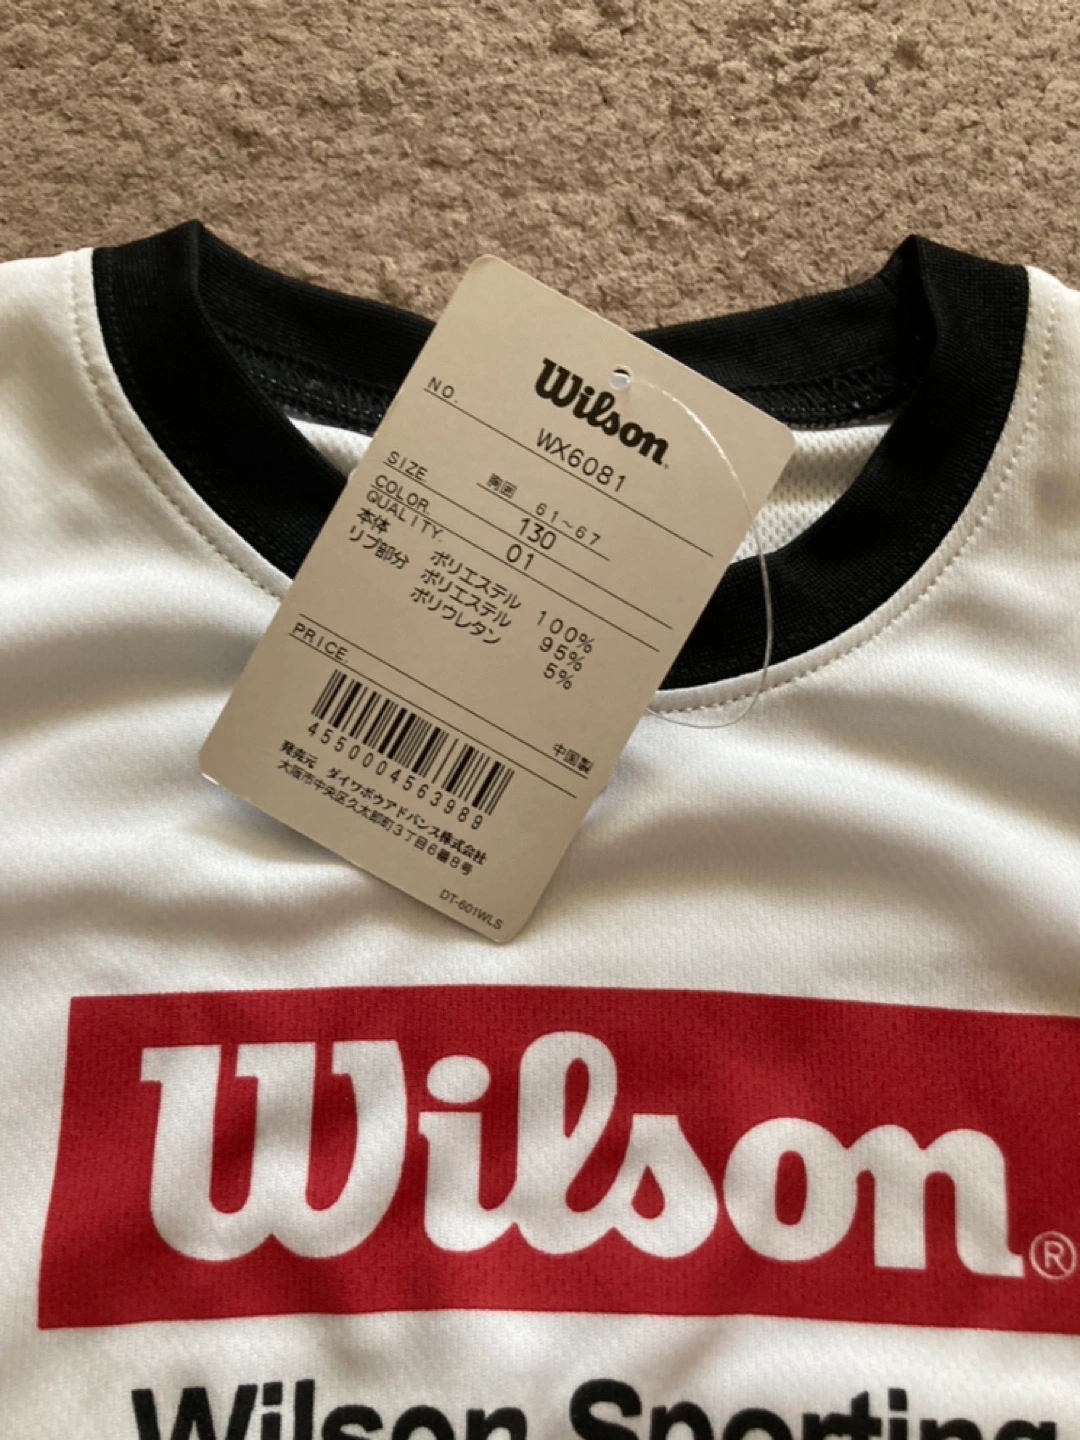 Wilson
NO. WX6081
胸囲 61～67
SIZE. 130
COLOR. 01
QUALITY.
本体 ポリエステル 100%
リブ部分 ポリエステル 95%
ポリウレタン 5%
中国製
PRICE.
4550004563989
発売元 ダイワボウアドバンス株式会社
大阪市中央区久太郎町3丁目6番8号
DT-601WLS
Wilson®
Wilson Sporting